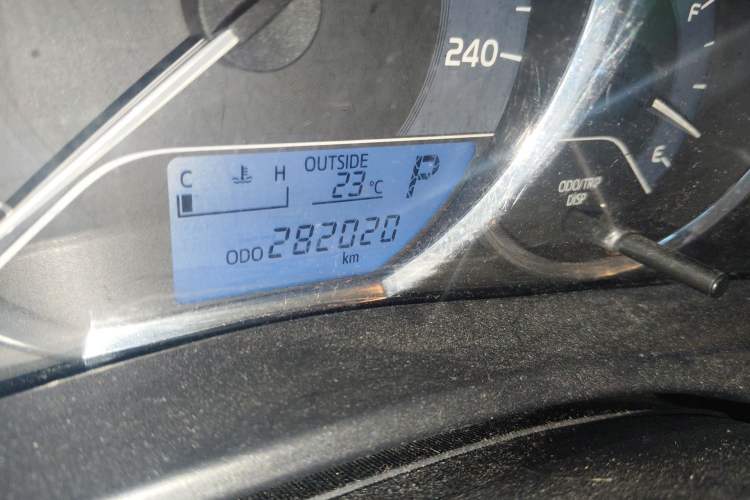 240
F
E
C H
OUTSIDE
23 °C
P
ODO 282020
km
ODO/TRIP
DISP